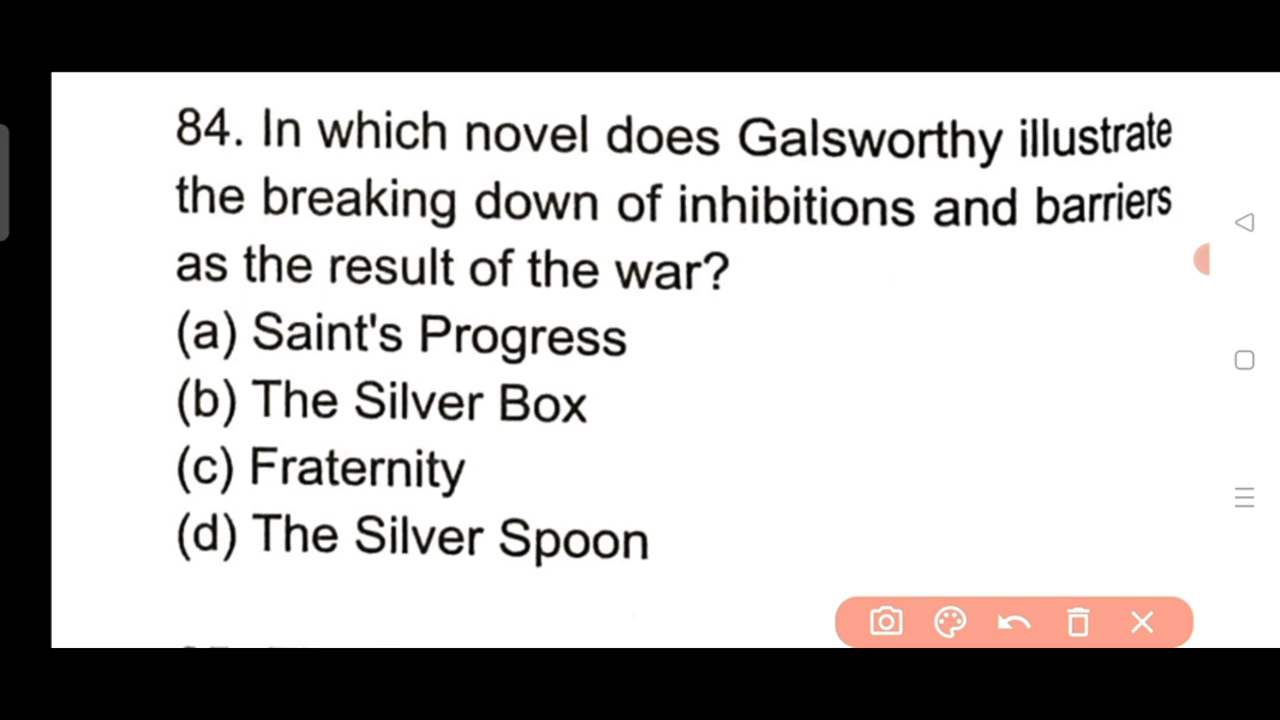 84. In which novel does Galsworthy illustrate
the breaking down of inhibitions and barriers
as the result of the war?
(a) Saint's Progress
(b) The Silver Box
(c) Fraternity
(d) The Silver Spoon